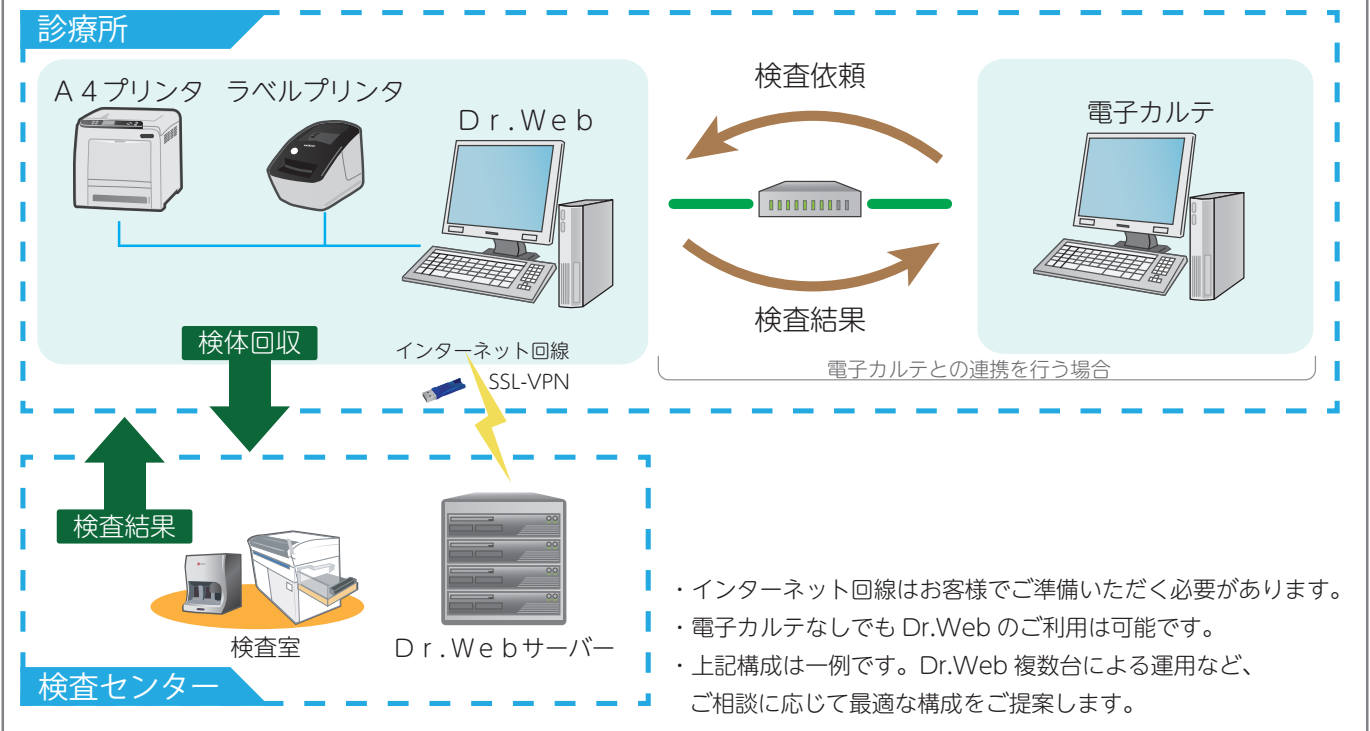 診療所
A4プリンタ
ラベルプリンタ
Dr.Web
検査依頼
電子カルテ
検査結果
電子カルテとの連携を行う場合
検体回収
インターネット回線
SSL-VPN
検査結果
検査室
Dr.Webサーバー
検査センター
・インターネット回線はお客様でご準備いただく必要があります。
・電子カルテなしでも Dr.Web のご利用は可能です。
・上記構成は一例です。Dr.Web 複数台による運用など、
ご相談に応じて最適な構成をご提案します。